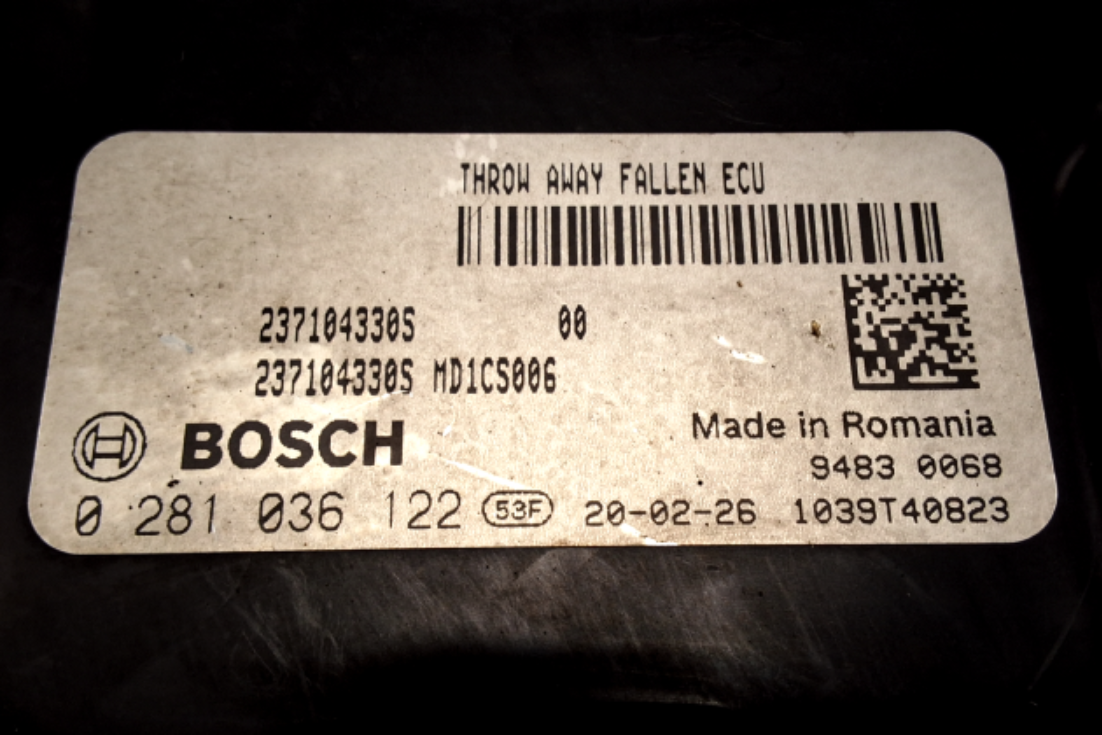 THROW AWAY FALLEN ECU
237104330S 00
237104330S MD1CS006
BOSCH
Made in Romania
9483 0068
0 281 036 122 53F 20-02-26 1039T40823